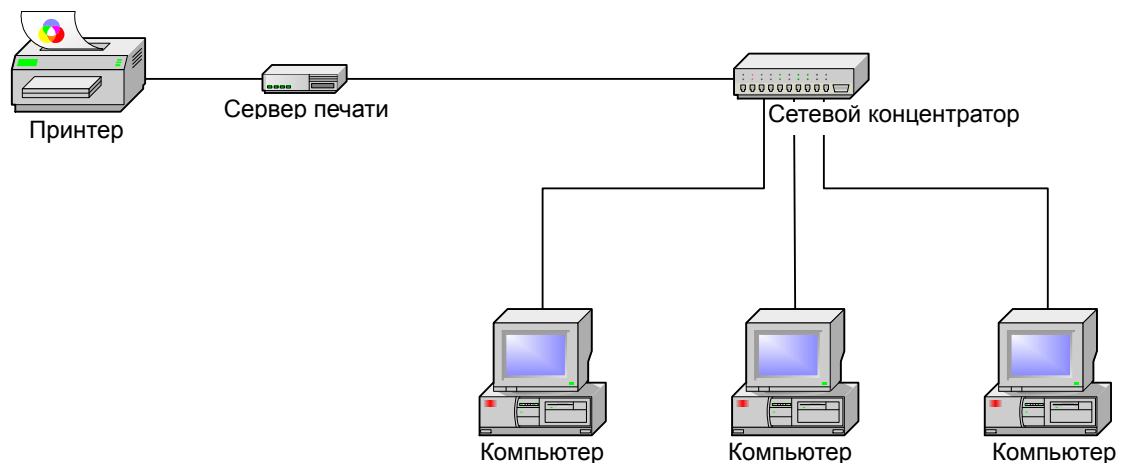 Принтер
Сервер печати
Сетевой концентратор
Компьютер
Компьютер
Компьютер